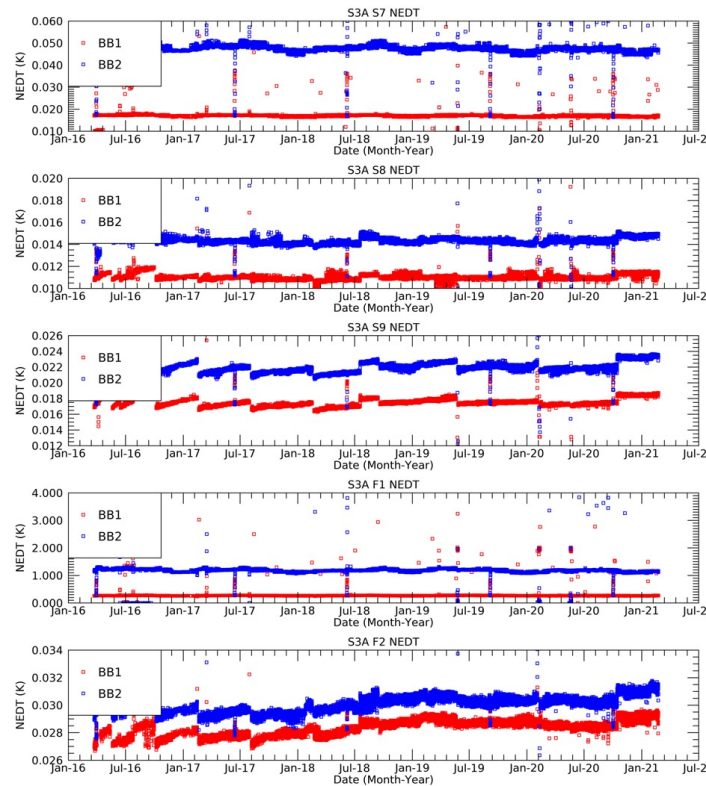 S3A S7 NEDT
0.060
0.050
0.040
0.030
0.020
0.010
NEDT (K)
BB1
BB2
Jan-16 Jul-16 Jan-17 Jul-17 Jan-18 Jul-18 Jan-19 Jul-19 Jan-20 Jul-20 Jan-21 Jul-2
Date (Month-Year)
S3A S8 NEDT
0.020
0.018
0.016
0.014
0.012
0.010
NEDT (K)
BB1
BB2
Jan-16 Jul-16 Jan-17 Jul-17 Jan-18 Jul-18 Jan-19 Jul-19 Jan-20 Jul-20 Jan-21 Jul-2
Date (Month-Year)
S3A S9 NEDT
0.026
0.024
0.022
0.020
0.018
0.016
0.014
0.012
NEDT (K)
BB1
BB2
Jan-16 Jul-16 Jan-17 Jul-17 Jan-18 Jul-18 Jan-19 Jul-19 Jan-20 Jul-20 Jan-21 Jul-2
Date (Month-Year)
S3A F1 NEDT
4.000
3.000
2.000
1.000
0.000
NEDT (K)
BB1
BB2
Jan-16 Jul-16 Jan-17 Jul-17 Jan-18 Jul-18 Jan-19 Jul-19 Jan-20 Jul-20 Jan-21 Jul-2
Date (Month-Year)
S3A F2 NEDT
0.034
0.032
0.030
0.028
0.026
NEDT (K)
BB1
BB2
Jan-16 Jul-16 Jan-17 Jul-17 Jan-18 Jul-18 Jan-19 Jul-19 Jan-20 Jul-20 Jan-21 Jul-2
Date (Month-Year)